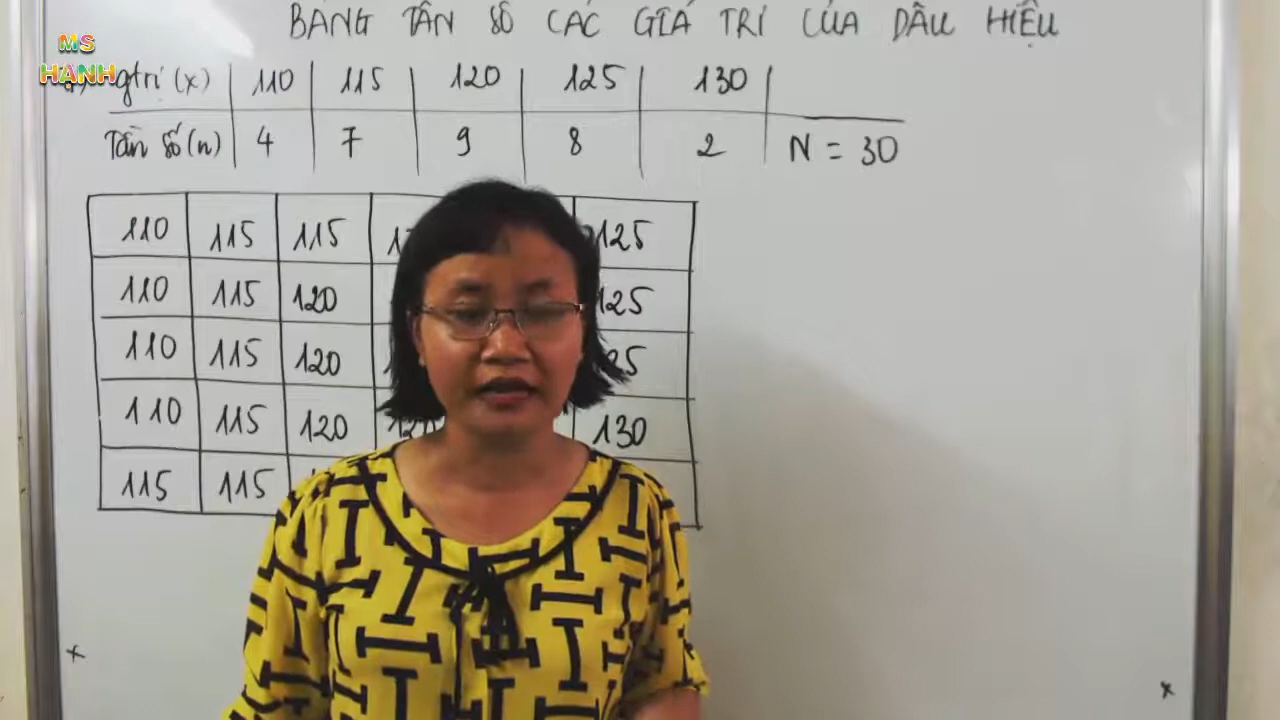 BẢNG TẦN SỐ CÁC GIÁ TRỊ CỦA DẤU HIỆU
MS
HẠNH
gtrị (x) 110 115 120 125 130
Tần số (n) 4 7 9 8 2 N = 30
110 115 115 125
110 115 120 125
110 115 120
110 115 120 120 130
115 115